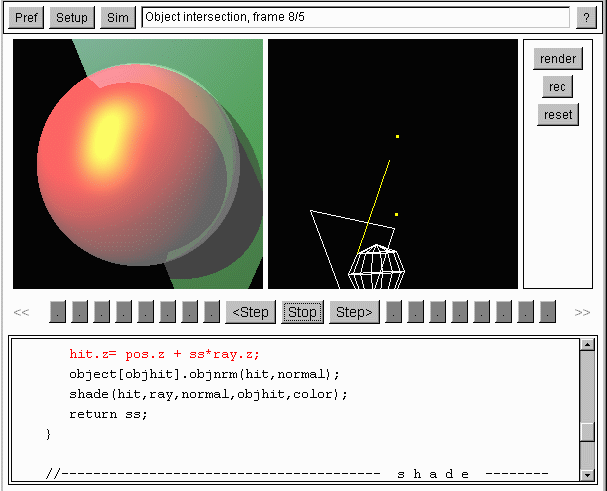 Pref Setup Sim Object intersection, frame 8/5 ?
render
rec
reset
<< . . . . . . . . <Step Stop Step> . . . . . . . . >>
hit.z= pos.z + ss*ray.z;
object[objhit].objnrm(hit,normal);
shade(hit,ray,normal,objhit,color);
return ss;
}
//------------------------------------- s h a d e --------